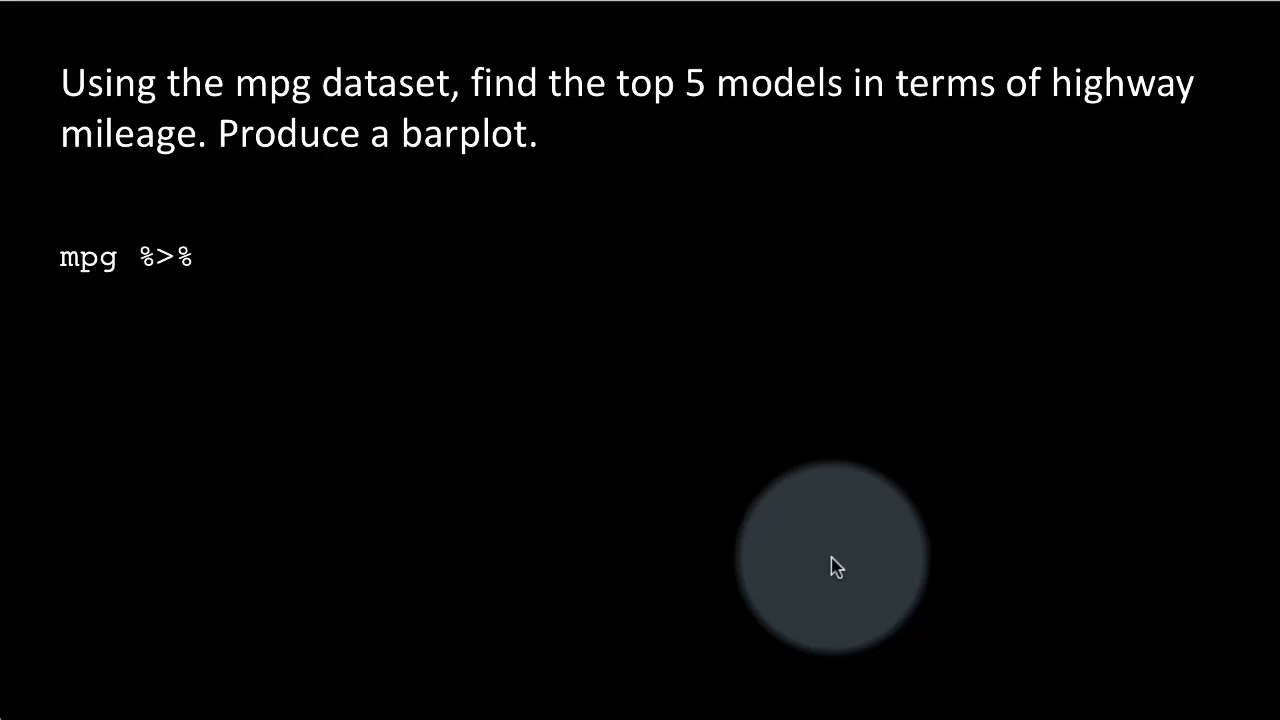 Using the mpg dataset, find the top 5 models in terms of highway
mileage. Produce a barplot.
mpg %>%